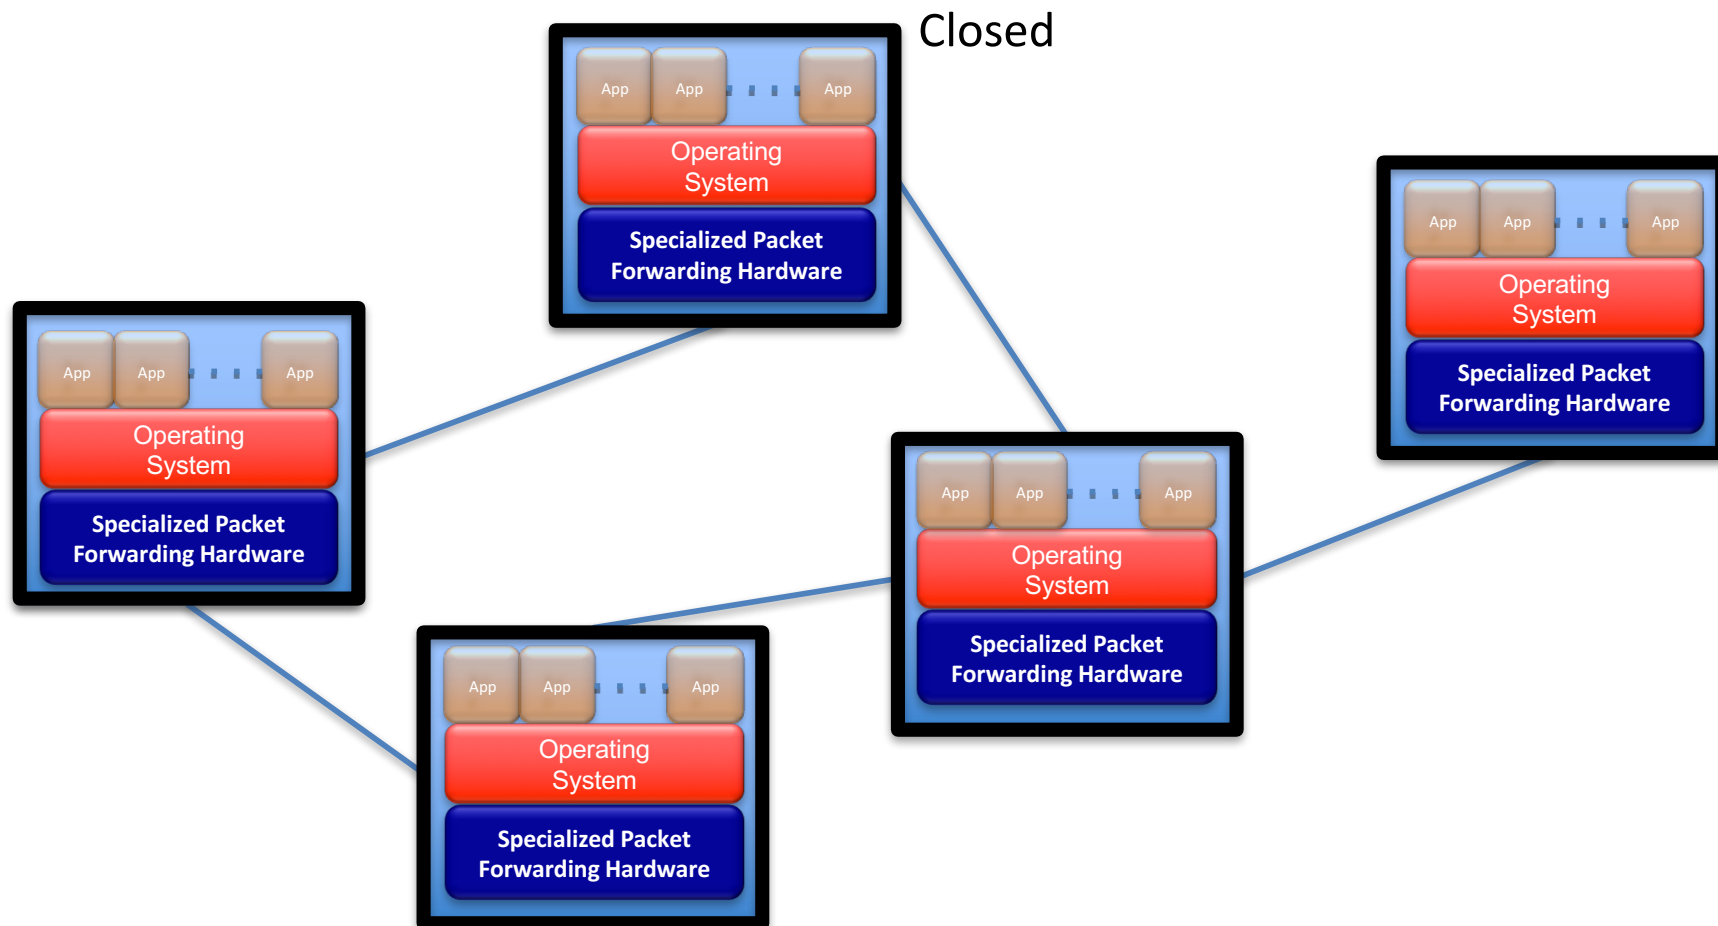 Closed
App App App
Operating
System
Specialized Packet
Forwarding Hardware
App App App
Operating
System
Specialized Packet
Forwarding Hardware
App App App
Operating
System
Specialized Packet
Forwarding Hardware
App App App
Operating
System
Specialized Packet
Forwarding Hardware
App App App
Operating
System
Specialized Packet
Forwarding Hardware